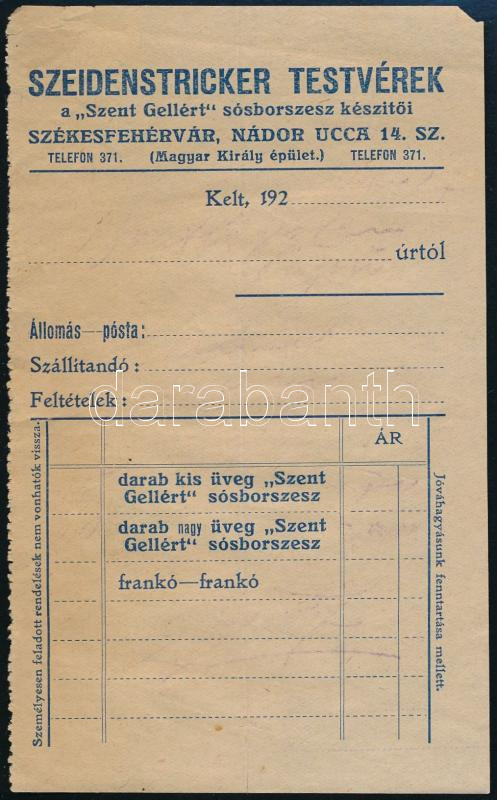 SZEIDENSTRICKER TESTVÉREK
a „Szent Gellért“ sósborszesz készitői
SZÉKESFEHÉRVÁR, NÁDOR UCCA 14. SZ.
TELEFON 371. (Magyar Király épület.) TELEFON 371.
Kelt, 192
úrtól
Állomás—pósta:
Szállítandó:
Feltételek:
darabanth
ÁR
Személyesen feladott rendelések nem vonhatók vissza.
darab kis üveg „Szent
Gellért“ sósborszesz
darab nagy üveg „Szent
Gellért“ sósborszesz
frankó—frankó
Jóváhagyásunk fenntartása mellett.